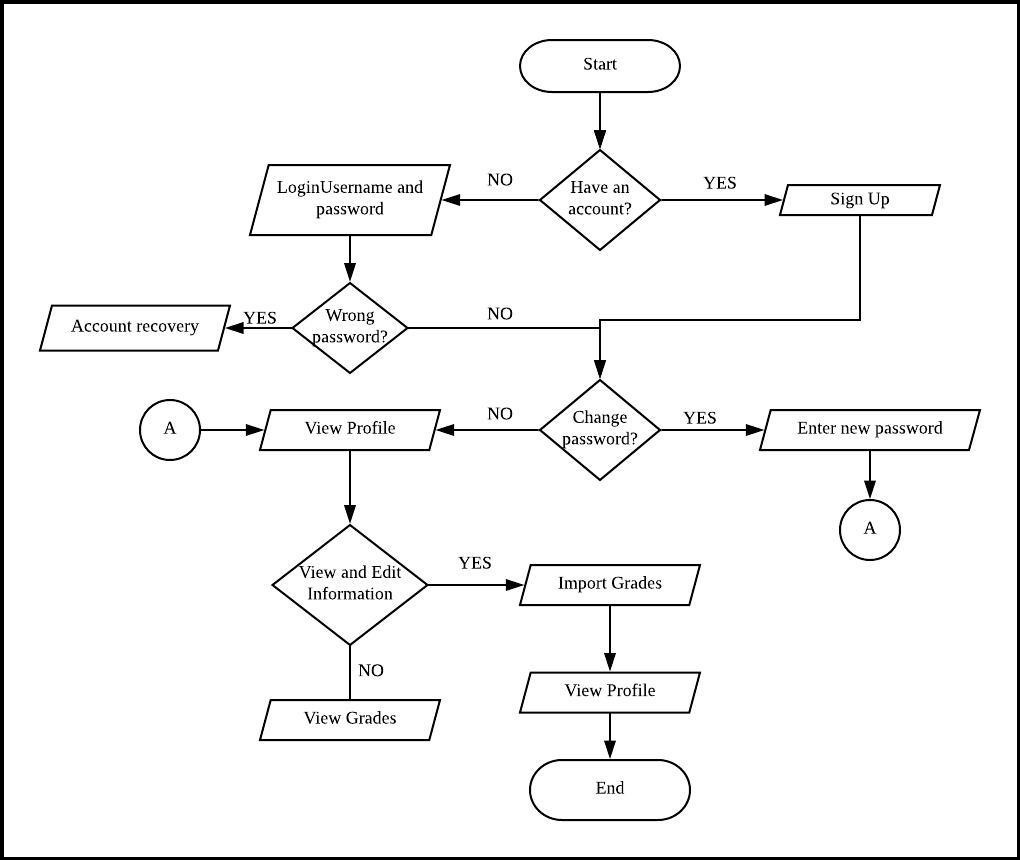 Start
Have an
account?
NO
YES
LoginUsername and
password
Sign Up
Wrong
password?
YES
NO
Account recovery
Change
password?
NO
YES
A
View Profile
Enter new password
A
View and Edit
Information
YES
Import Grades
NO
View Grades
View Profile
End